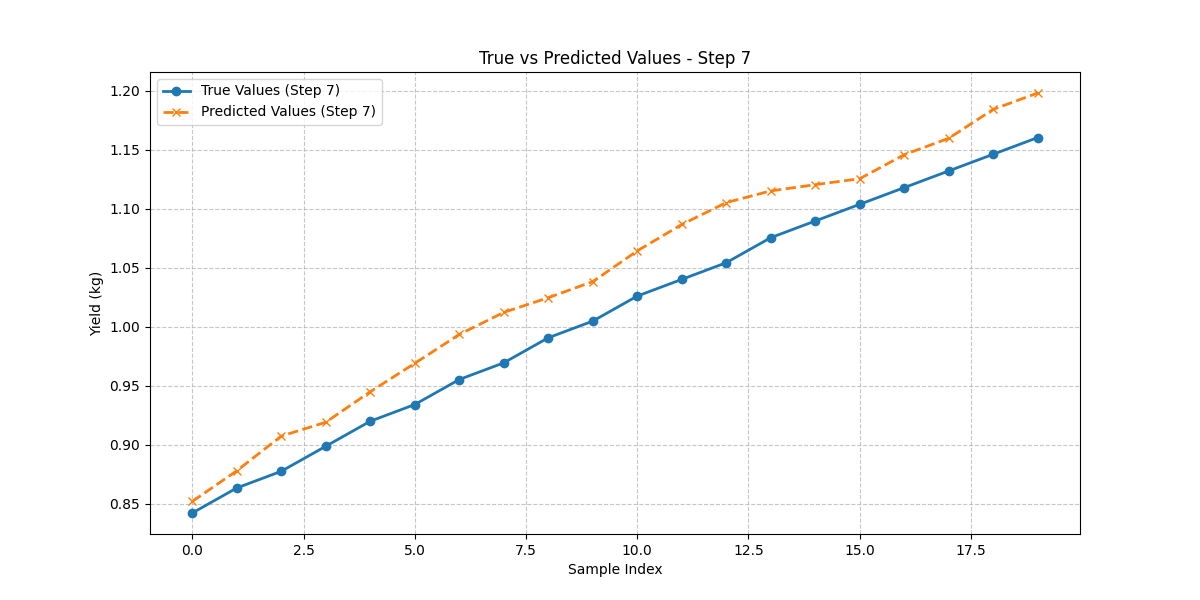 True vs Predicted Values - Step 7
True Values (Step 7)
Predicted Values (Step 7)
1.20
1.15
1.10
1.05
1.00
0.95
0.90
0.85
Yield (kg)
0.0 2.5 5.0 7.5 10.0 12.5 15.0 17.5
Sample Index